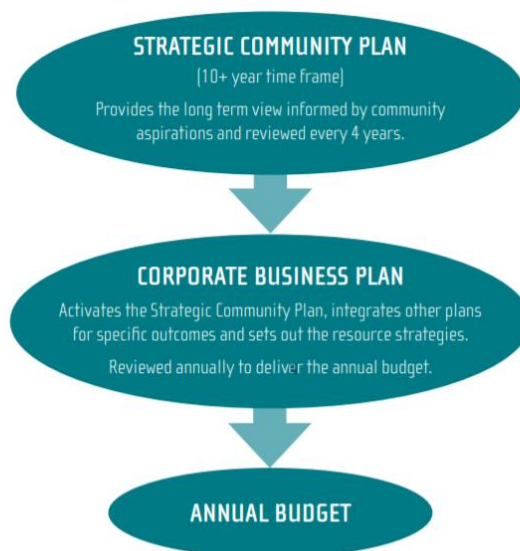 STRATEGIC COMMUNITY PLAN
(10+ year time frame)
Provides the long term view informed by community
aspirations and reviewed every 4 years.
CORPORATE BUSINESS PLAN
Activates the Strategic Community Plan, integrates other plans
for specific outcomes and sets out the resource strategies.
Reviewed annually to deliver the annual budget.
ANNUAL BUDGET